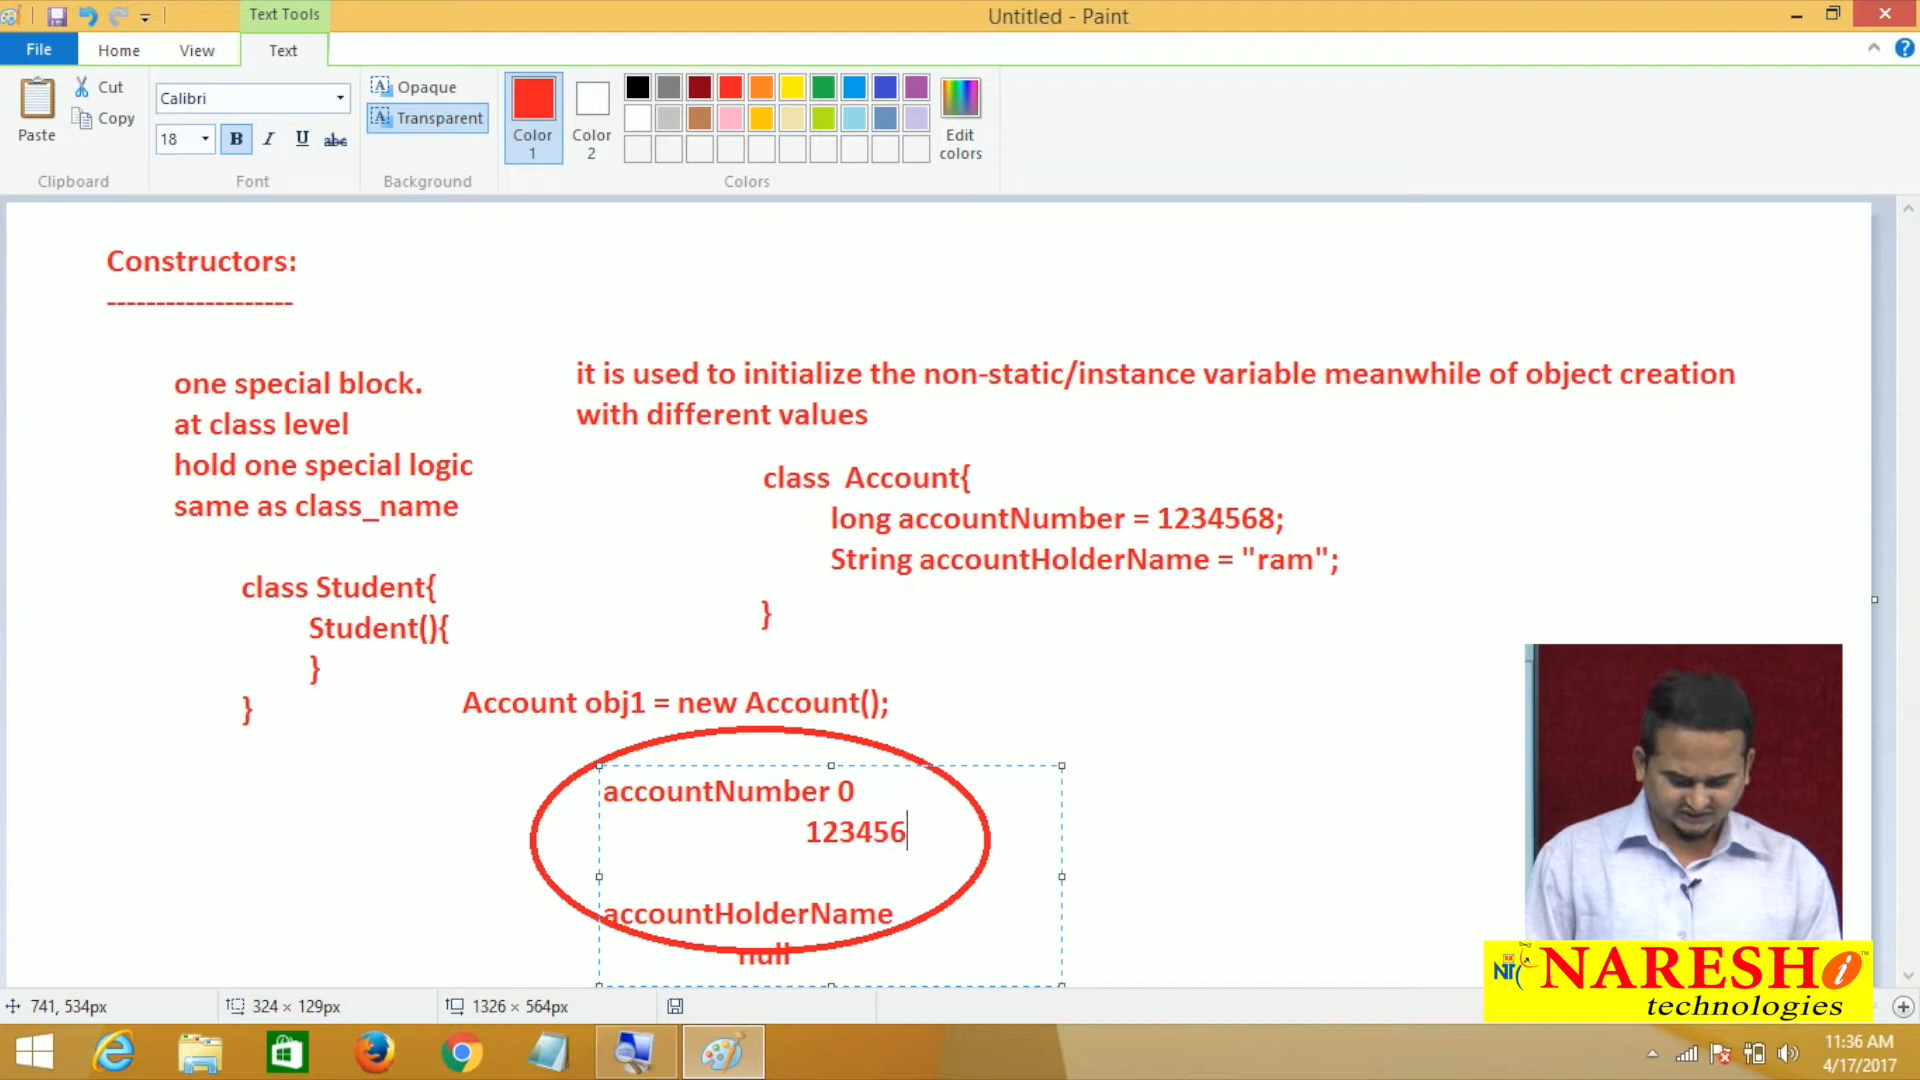 Text Tools
Untitled - Paint
File
Home
View
Text
Paste
Cut
Copy
Clipboard
Calibri
18
B
I
U
abc
Font
Opaque
Transparent
Background
Color
1
Color
2
Edit
colors
Colors
Constructors:
-------------------
one special block.
at class level
hold one special logic
same as class_name
it is used to initialize the non-static/instance variable meanwhile of object creation
with different values
class  Account{
long accountNumber = 1234568;
String accountHolderName = "ram";
}
class Student{
Student(){
}
}
Account obj1 = new Account();
accountNumber 0
123456
accountHolderName
null
NARESH i
technologies
741, 534px
324 × 129px
1326 × 564px
11:36 AM
4/17/2017